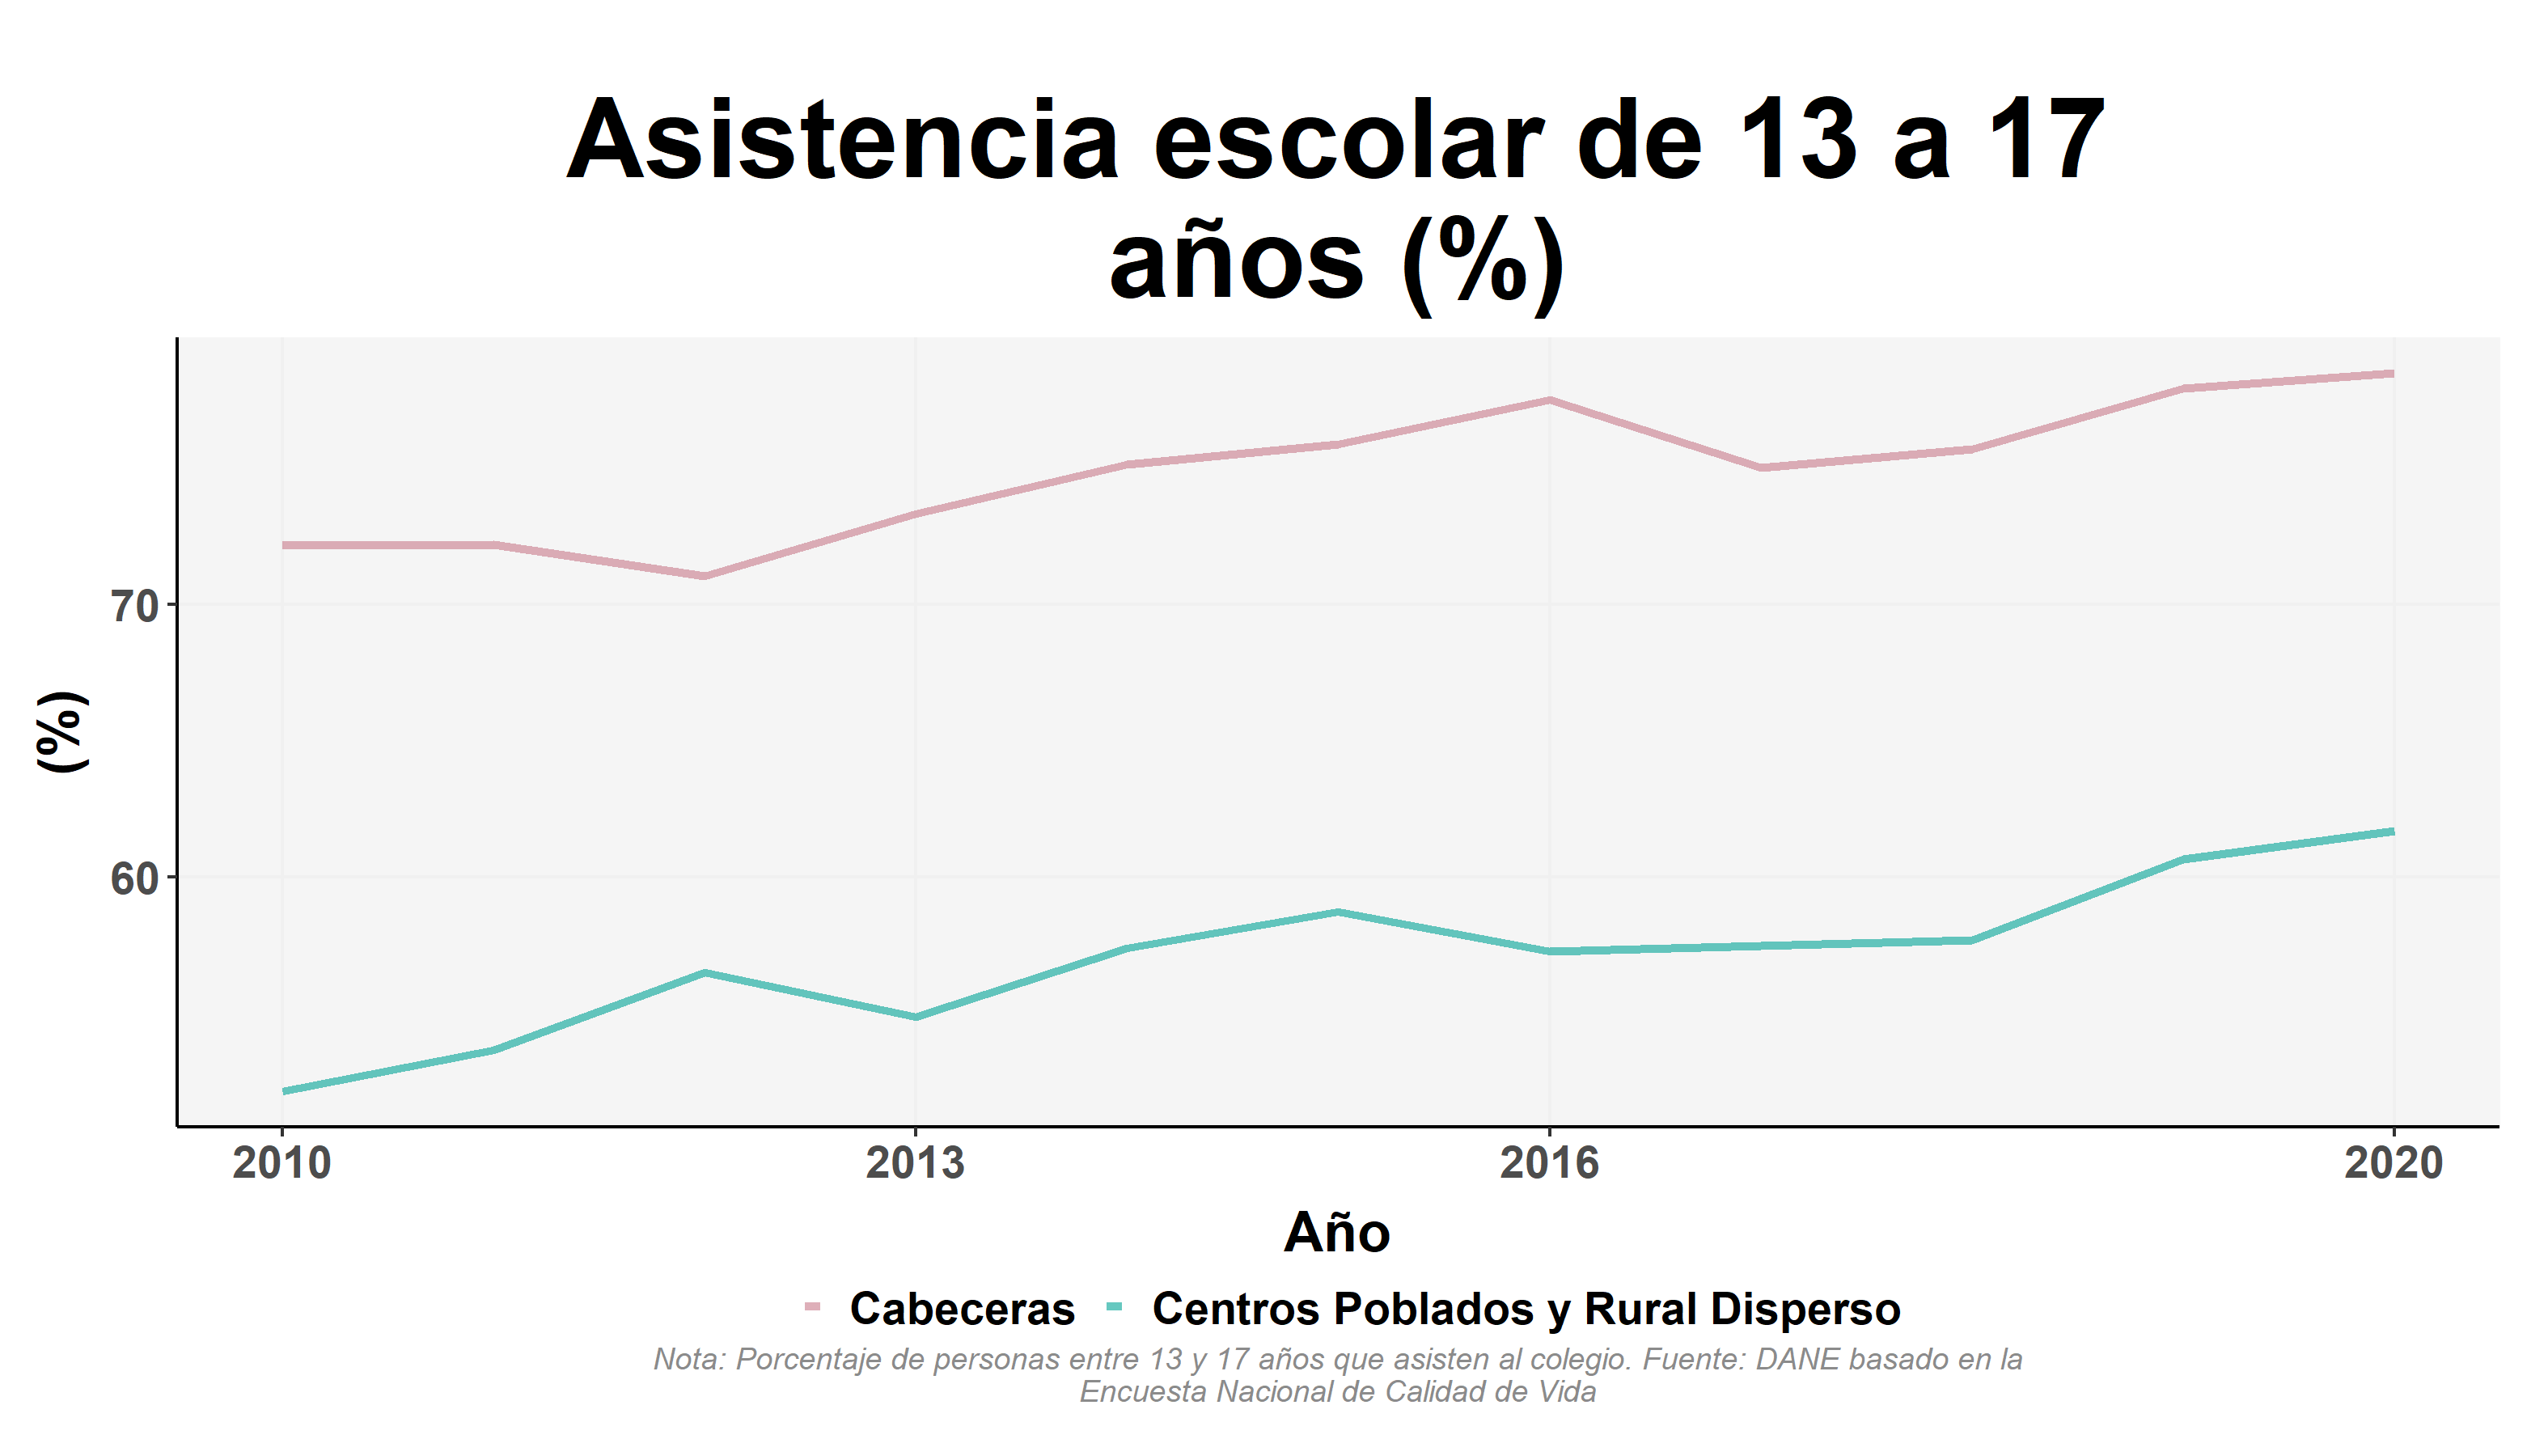 Asistencia escolar de 13 a 17
años (%)
70
60
(%)
2010 2013 2016 2020
Año
Cabeceras Centros Poblados y Rural Disperso
Nota: Porcentaje de personas entre 13 y 17 años que asisten al colegio. Fuente: DANE basado en la
Encuesta Nacional de Calidad de Vida